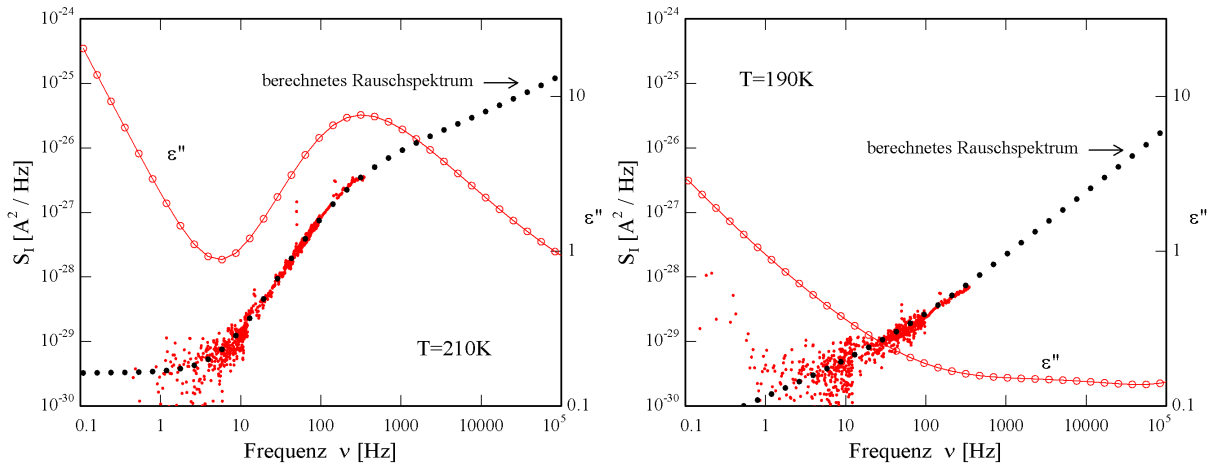 10^-24
10^-25
10^-26
10^-27
10^-28
10^-29
10^-30
S_I [A^2 / Hz]
berechnetes Rauschspektrum
ε"
T=210K
10
1
0.1
ε"
0.1 1 10 100 1000 10000 10^5
Frequenz ν [Hz]
10^-24
10^-25
10^-26
10^-27
10^-28
10^-29
10^-30
S_I [A^2 / Hz]
T=190K
berechnetes Rauschspektrum
ε"
10
1
0.1
ε"
0.1 1 10 100 1000 10000 10^5
Frequenz ν [Hz]